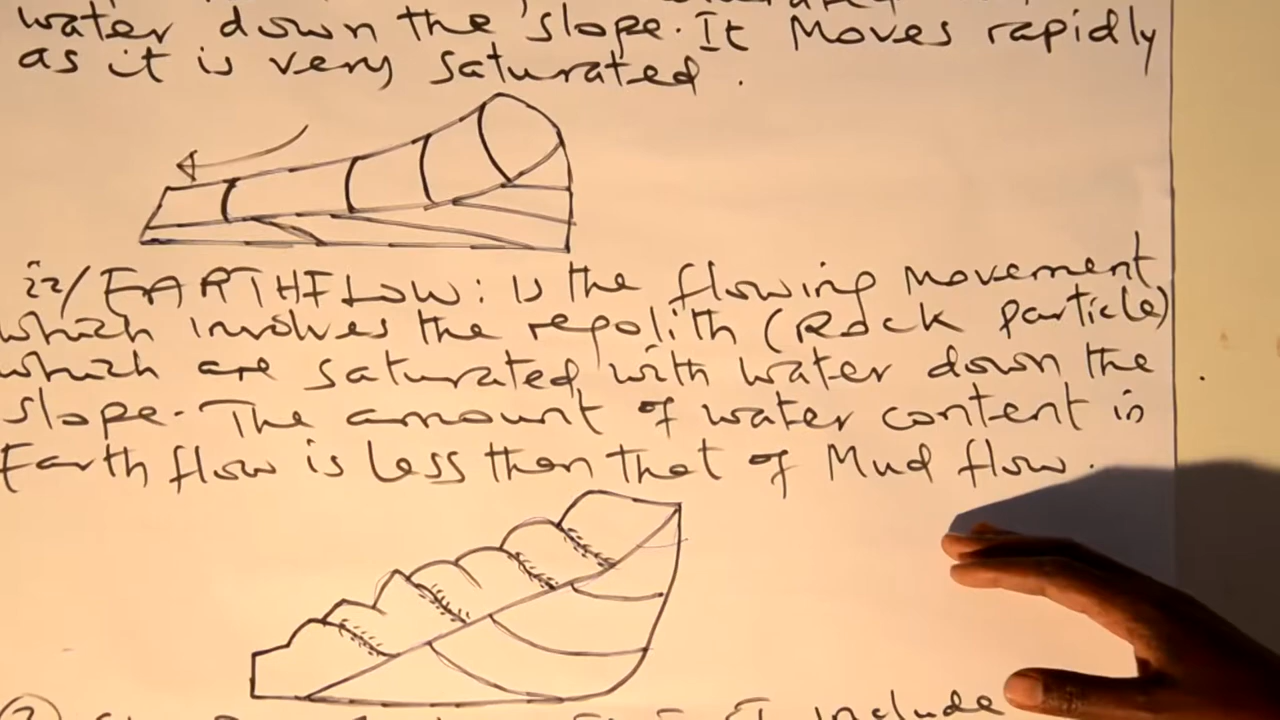 water down the slope. It Moves rapidly
as it is very saturated.
ii/ EARTHFLOW: is the flowing movement
which involves the regolith (Rock particle)
which are saturated with water down the
slope. The amount of water content in
Earth flow is less than that of Mud flow.
include